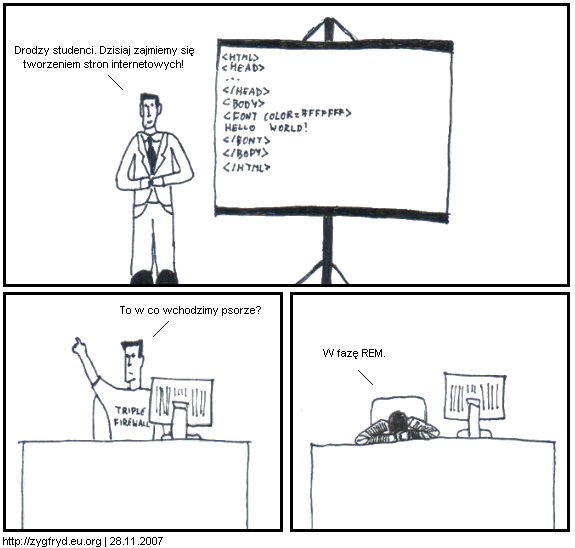 Drodzy studenci. Dzisiaj zajmiemy się
tworzeniem stron internetowych!
<HTML>
<HEAD>
...
</HEAD>
<BODY>
<FONT COLOR=#FFFFFF>
HELLO WORLD!
</FONT>
</BODY>
</HTML>
To w co wchodzimy psorze?
TRIPLE
FIREWALL
W fazę REM.
http://zygfryd.eu.org | 28.11.2007